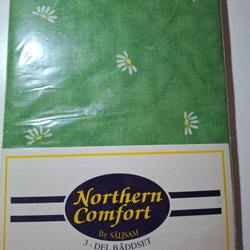 Northern
Comfort
By SÄLISAM
3 - DEL BÄDDSET